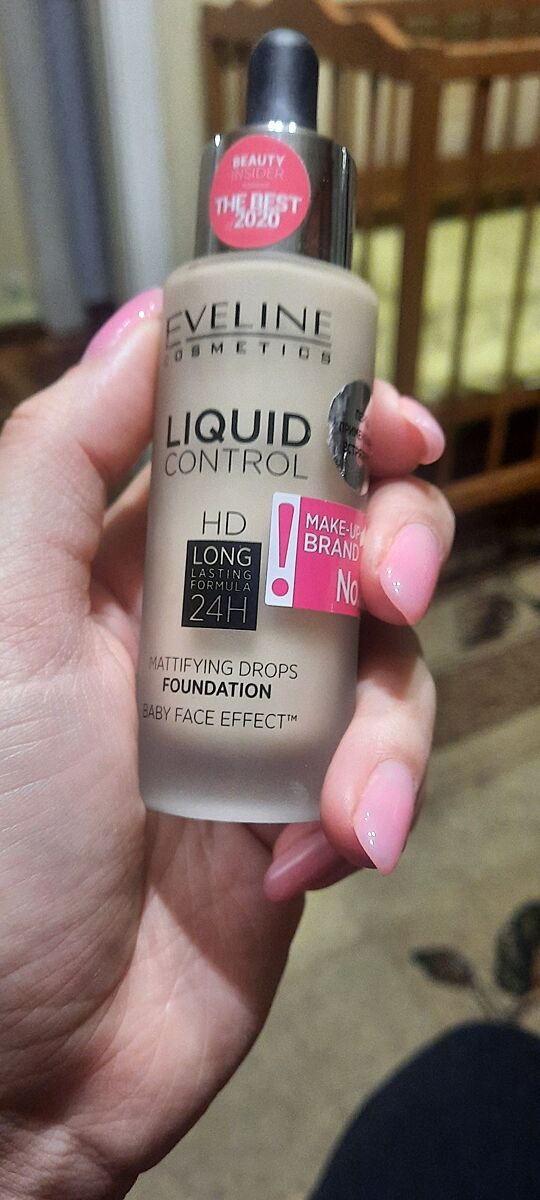 BEAUTY
INSIDER
THE BEST
2020
EVELINE
COSMETICS
LIQUID
CONTROL
HD
LONG
LASTING
FORMULA
24H
MAKE-UP
BRAND
No
MATTIFYING DROPS
FOUNDATION
BABY FACE EFFECT™